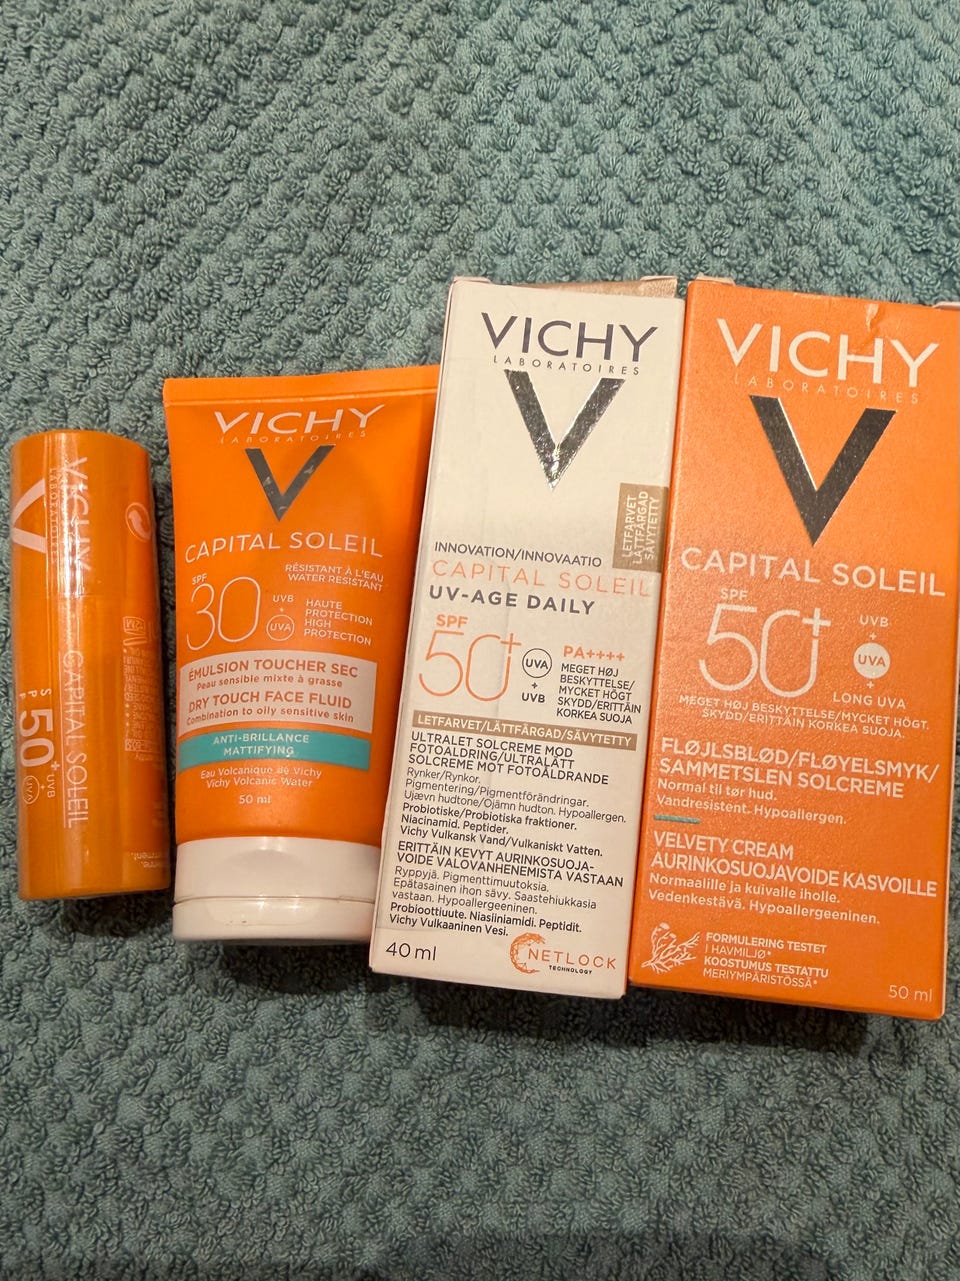 VICHY
LABORATOIRES
CAPITAL SOLEIL
SPF
50+
UVB
+
UVA
12M
VICHY
LABORATOIRES
CAPITAL SOLEIL
RÉSISTANT À L'EAU
WATER RESISTANT
SPF
30
UVB
+
UVA
HAUTE
PROTECTION
HIGH
PROTECTION
ÉMULSION TOUCHER SEC
Peau sensible mixte à grasse
DRY TOUCH FACE FLUID
Combination to oily sensitive skin
ANTI-BRILLANCE
MATTIFYING
Eau Volcanique de Vichy
Vichy Volcanic Water
50 ml
VICHY
LABORATOIRES
LETFARVET
LÄTTFÄRGAD
SÄVYTETTY
INNOVATION/INNOVAATIO
CAPITAL SOLEIL
UV-AGE DAILY
SPF
50+
UVA
+
UVB
PA++++
MEGET HØJ
BESKYTTELSE/
MYCKET HÖGT
SKYDD/ERITTÄIN
KORKEA SUOJA
LETFARVET/LÄTTFÄRGAD/SÄVYTETTY
ULTRALET SOLCREME MOD
FOTOALDRING/ULTRALÄTT
SOLCREME MOT FOTOÅLDRANDE
Rynker/Rynkor.
Pigmentering/Pigmentförändringar.
Ujævn hudtone/Ojämn hudton. Hypoallergen.
Probiotiske/Probiotiska fraktioner.
Niacinamid. Peptider.
Vichy Vulkansk Vand/Vulkaniskt Vatten.
ERITTÄIN KEVYT AURINKOSUOJA-
VOIDE VALOVANHENEMISTA VASTAAN
Ryppyjä. Pigmenttimuutoksia.
Epätasainen ihon sävy. Saastehiukkasia
vastaan. Hypoallergeeninen.
Probioottiuute. Niasiiniamidi. Peptidit.
Vichy Vulkaaninen Vesi.
40 ml
NETLOCK
TECHNOLOGY
VICHY
LABORATOIRES
CAPITAL SOLEIL
SPF
50+
UVB
+
UVA
+
LONG UVA
MEGET HØJ BESKYTTELSE/MYCKET HÖGT
SKYDD/ERITTÄIN KORKEA SUOJA.
FLØJLSBLØD/FLØYELSMYK/
SAMMETSLEN SOLCREME
Normal til tør hud.
Vandresistent. Hypoallergen.
VELVETY CREAM
AURINKOSUOJAVOIDE KASVOILLE
Normaalille ja kuivalle iholle.
Vedenkestävä. Hypoallergeeninen.
FORMULERING TESTET
I HAVMILJØ*
KOOSTUMUS TESTATTU
MERIYMPÄRISTÖSSÄ*
50 ml